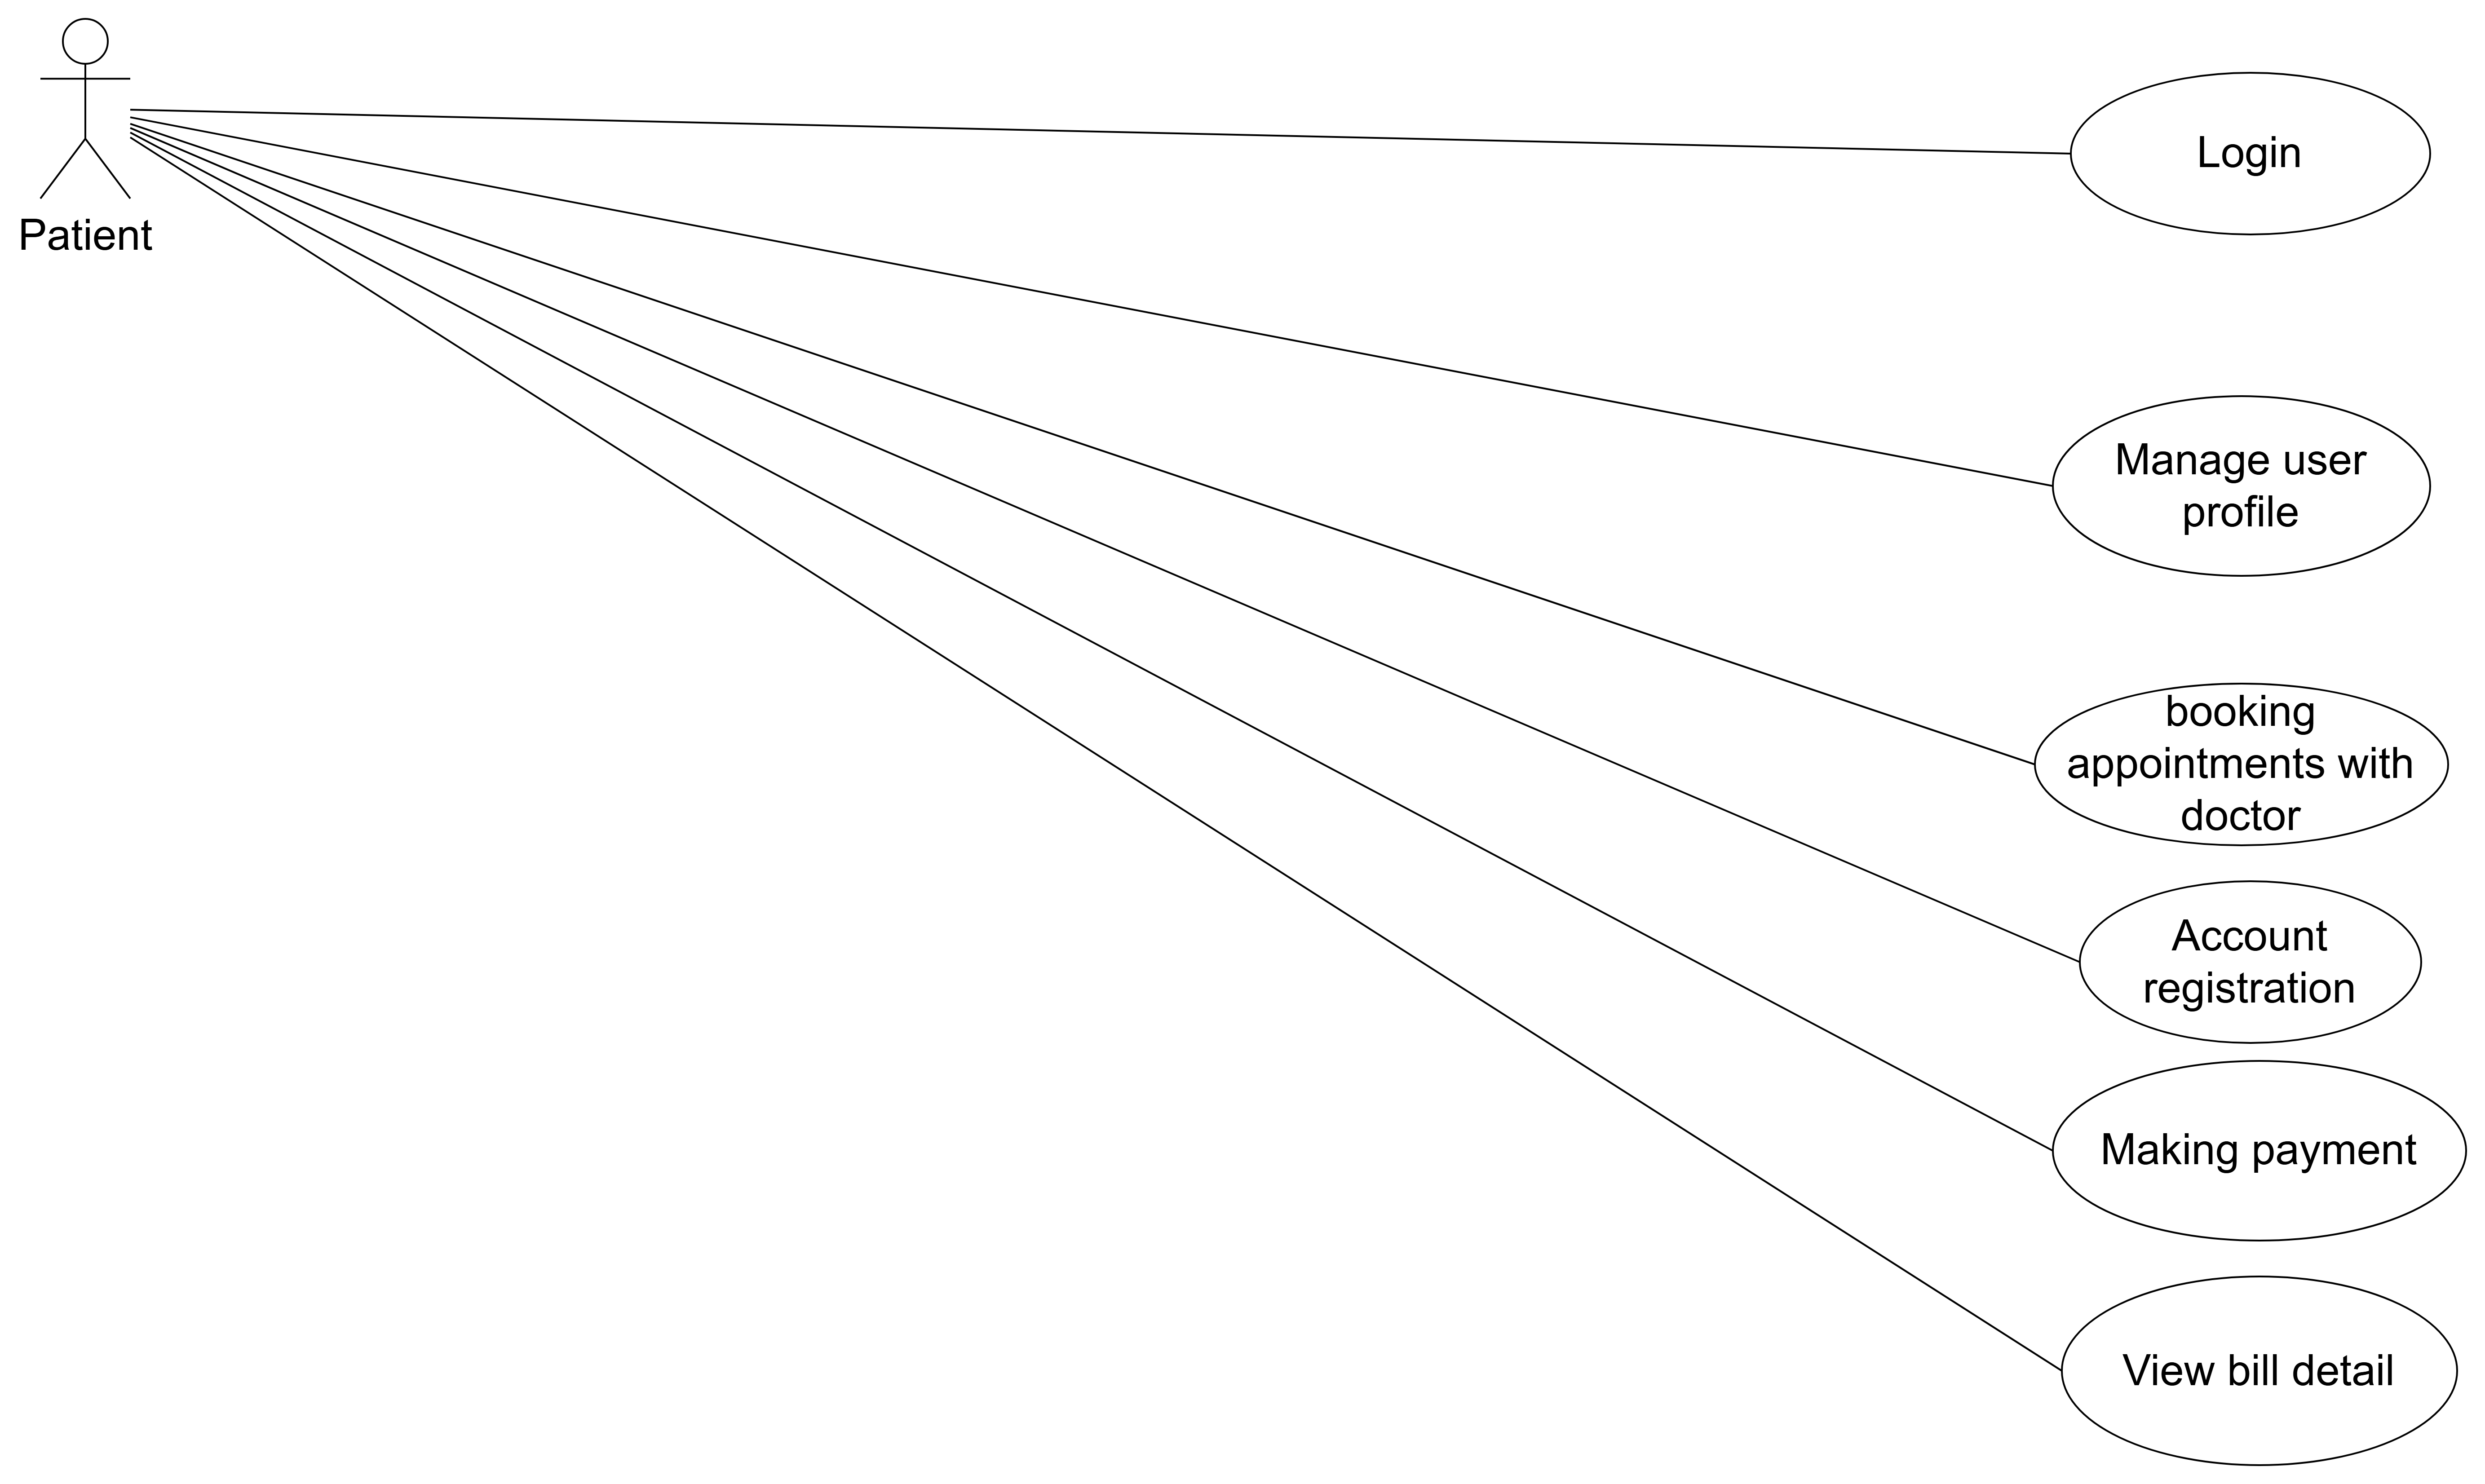 Patient
Login
Manage user
profile
booking
appointments with
doctor
Account
registration
Making payment
View bill detail